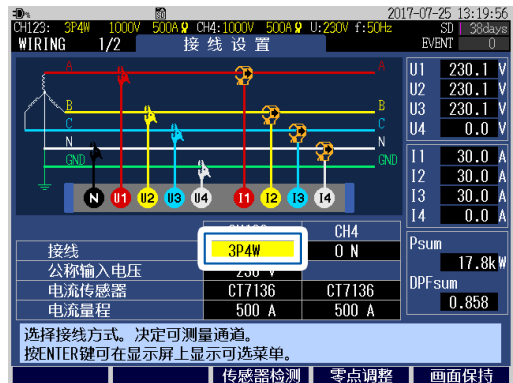 2017-07-25 13:19:56
CH123: 3P4W 1000V 500A CH4:1000V 500A U:230V f:50Hz SD 38days
WIRING 1/2 接线设置 EVENT 0
A A
B B
C C
N N
GND GND
N U1 U2 U3 U4 I1 I2 I3 I4
U1 230.1 V
U2 230.1 V
U3 230.1 V
U4 0.0 V
I1 30.0 A
I2 30.0 A
I3 30.0 A
I4 0.0 A
Psum
17.8kW
DPFsum
0.858
CH4
接线 3P4W ON
公称输入电压 230 V
电流传感器 CT7136 CT7136
电流量程 500 A 500 A
选择接线方式。决定可测量通道。
按ENTER键可在显示屏上显示可选菜单。
传感器检测 零点调整 画面保持